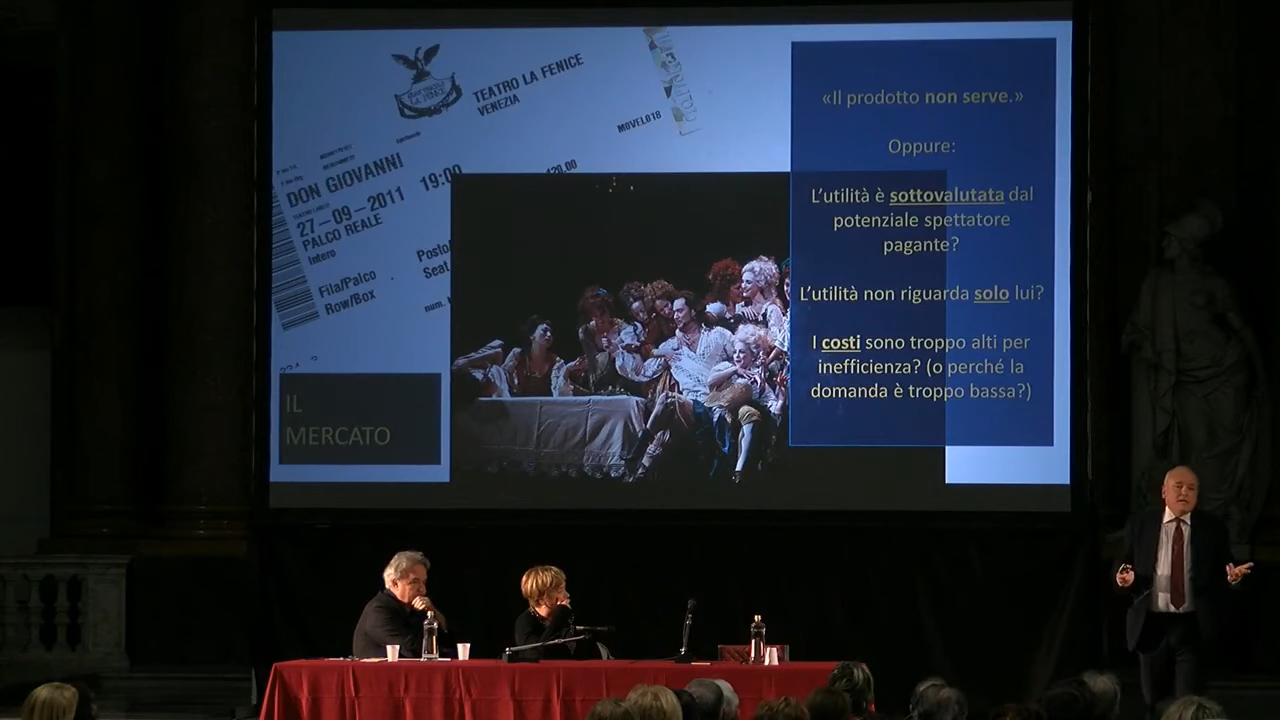 TEATRO LA FENICE
VENEZIA
MOVELO18
DON GIOVANNI
19:00
27-09-2011
PALCO REALE
Intero
Fila/Palco
Row/Box
Posto/
Seat
num.
IL
MERCATO
«Il prodotto non serve.»
Oppure:
L'utilità è sottovalutata dal
potenziale spettatore
pagante?
L'utilità non riguarda solo lui?
I costi sono troppo alti per
inefficienza? (o perché la
domanda è troppo bassa?)